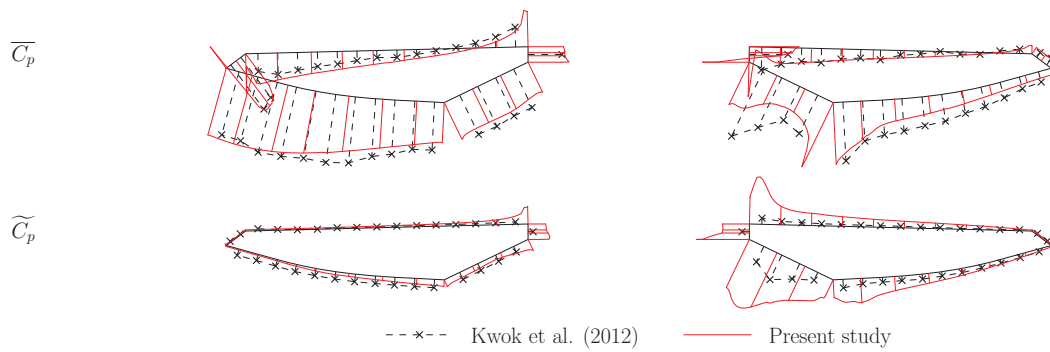 $\overline{C_p}$
$\widetilde{C_p}$
Kwok et al. (2012) Present study